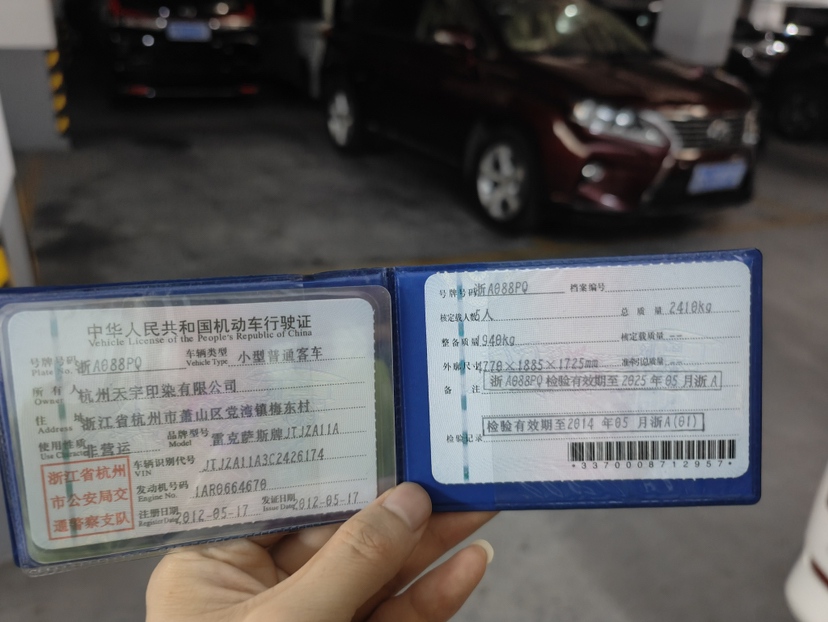 中华人民共和国机动车行驶证
Vehicle License of the People's Republic of China
号牌号码 浙A088PQ 车辆类型 小型普通客车
Plate No. Vehicle Type
所有人 杭州天宇印染有限公司
Owner
住址 浙江省杭州市萧山区党湾镇梅东村
Address
使用性质 非营运 品牌型号 雷克萨斯牌JTJZA11A
Use Character Model
浙江省杭州
市公安局交
通警察支队
车辆识别代号 JTJZA11A3C2426174
VIN
发动机号码 1AR0664670
Engine No.
注册日期 2012-05-17 发证日期 2012-05-17
Register Date Issue Date
号牌号码 浙A088PQ 档案编号
核定载人数 5人 总质量 2410kg
整备质量 940kg 核定载质量 --
外廓尺寸 770×1885×1725mm 准牵引总质量 --
备注 浙A088PQ 检验有效期至2025年05月浙A
检验有效期至2014年05月浙A(01)
检验记录
*3370008712957*